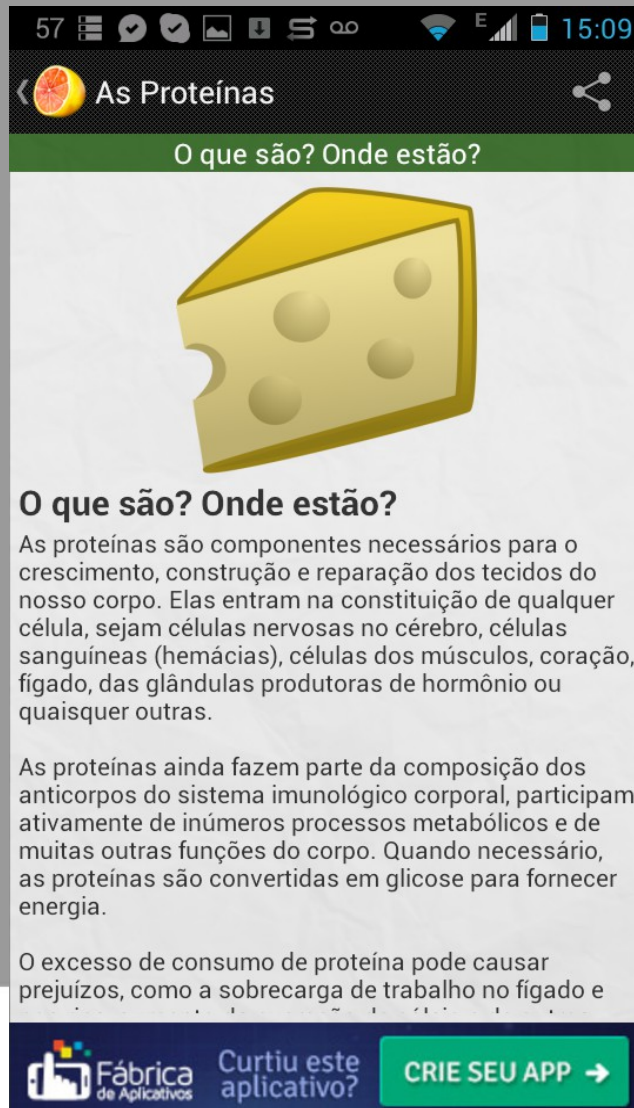 57 E 15:09
As Proteínas
O que são? Onde estão?
O que são? Onde estão?
As proteínas são componentes necessários para o
crescimento, construção e reparação dos tecidos do
nosso corpo. Elas entram na constituição de qualquer
célula, sejam células nervosas no cérebro, células
sanguíneas (hemácias), células dos músculos, coração,
fígado, das glândulas produtoras de hormônio ou
quaisquer outras.
As proteínas ainda fazem parte da composição dos
anticorpos do sistema imunológico corporal, participam
ativamente de inúmeros processos metabólicos e de
muitas outras funções do corpo. Quando necessário,
as proteínas são convertidas em glicose para fornecer
energia.
O excesso de consumo de proteína pode causar
prejuízos, como a sobrecarga de trabalho no fígado e
Fábrica
de Aplicativos
Curtiu este
aplicativo?
CRIE SEU APP